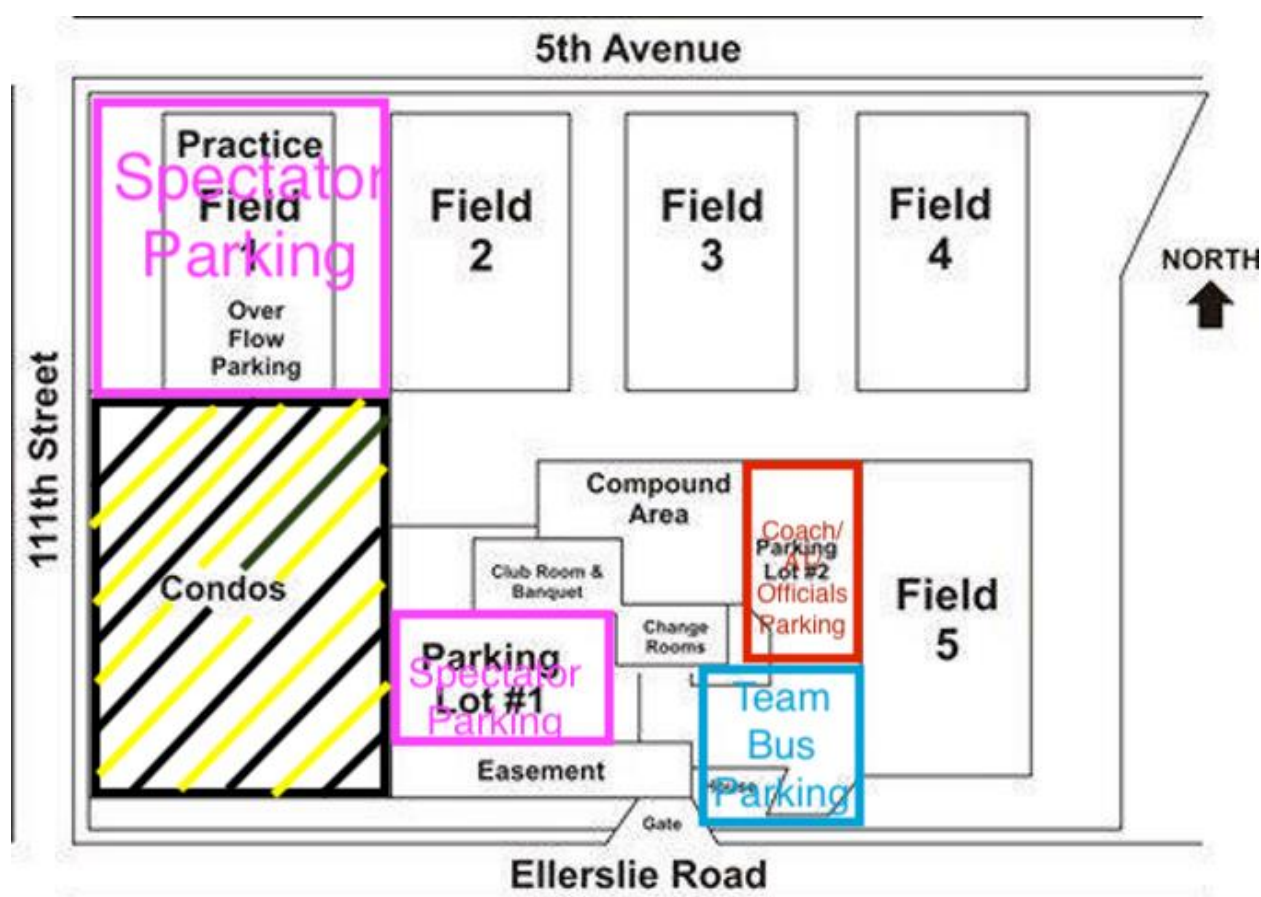 5th Avenue
Practice
Field
1
Spectator
Parking
Over
Flow
Parking
Field
2
Field
3
Field
4
NORTH
111th Street
Condos
Compound
Area
Club Room &
Banquet
Change
Rooms
Parking
Lot #1
Spectator
Parking
Parking
Lot #2
Coach/
Officials
Parking
Field
5
Team
Bus
Parking
House
Easement
Gate
Ellerslie Road